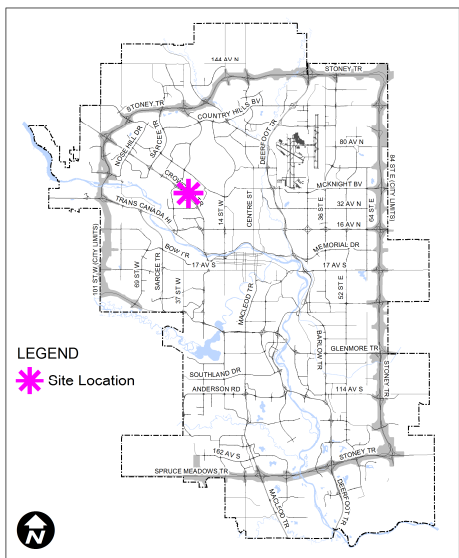 144 AV N
STONEY TR
STONEY TR
COUNTRY HILLS BV
NOSE HILL DR
SARCEE TR
DEERFOOT TR
80 AV N
84 ST E (CITY LIMITS)
MCKNIGHT BV
TRANS CANADA HI
14 ST W
CENTRE ST
36 ST E
32 AV N
64 ST E
16 AV N
101 ST W (CITY LIMITS)
BOW TR
MEMORIAL DR
17 AV S
17 AV S
69 ST W
SARCEE TR
37 ST W
MACLEOD TR
52 ST E
BARLOW TR
LEGEND
GLENMORE TR
Site Location
SOUTHLAND DR
STONEY TR
ANDERSON RD
114 AV S
162 AV S
STONEY TR
SPRUCE MEADOWS TR
MACLEOD TR
DEERFOOT TR
N